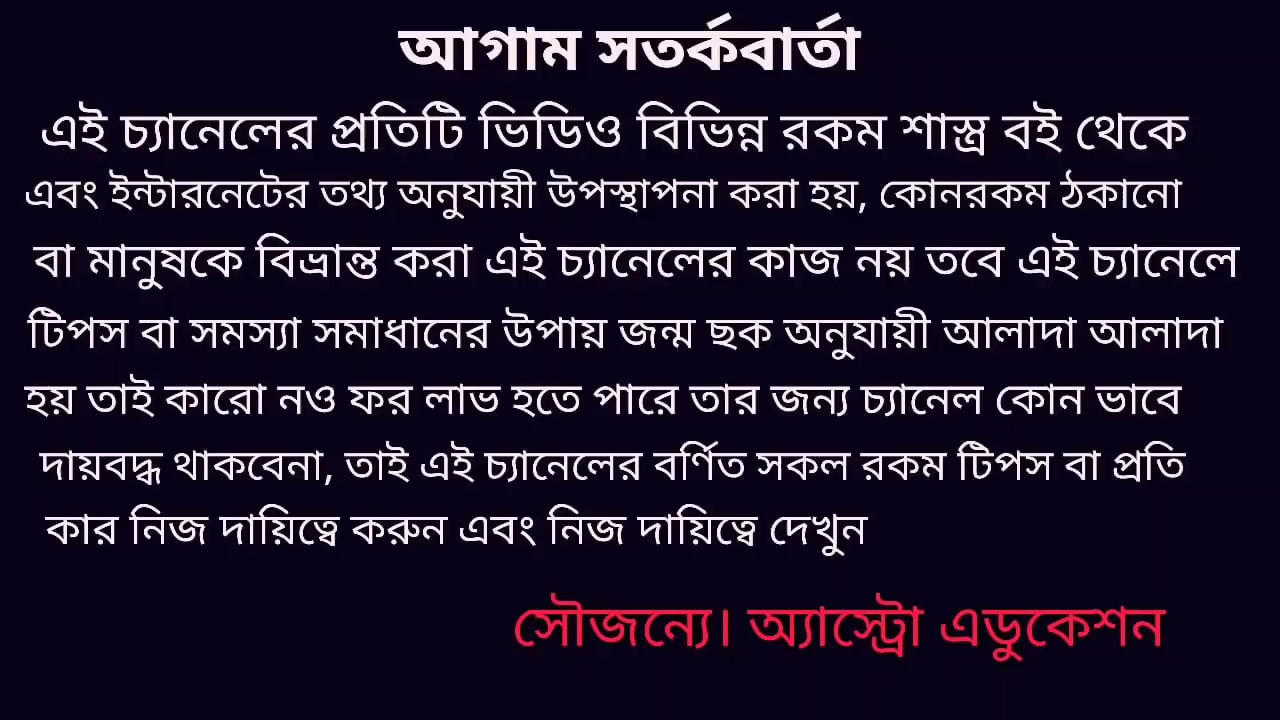 আগাম সতর্কবার্তা
এই চ্যানেলের প্রতিটি ভিডিও বিভিন্ন রকম শাস্ত্র বই থেকে
এবং ইন্টারনেটের তথ্য অনুযায়ী উপস্থাপনা করা হয়, কোনরকম ঠকানো
বা মানুষকে বিভ্রান্ত করা এই চ্যানেলের কাজ নয় তবে এই চ্যানেলে
টিপস বা সমস্যা সমাধানের উপায় জন্ম ছক অনুযায়ী আলাদা আলাদা
হয় তাই কারো নও ফর লাভ হতে পারে তার জন্য চ্যানেল কোন ভাবে
দায়বদ্ধ থাকবেনা, তাই এই চ্যানেলের বর্ণিত সকল রকম টিপস বা প্রতি
কার নিজ দায়িত্বে করুন এবং নিজ দায়িত্বে দেখুন
সৌজন্যে। অ্যাস্ট্রো এডুকেশন